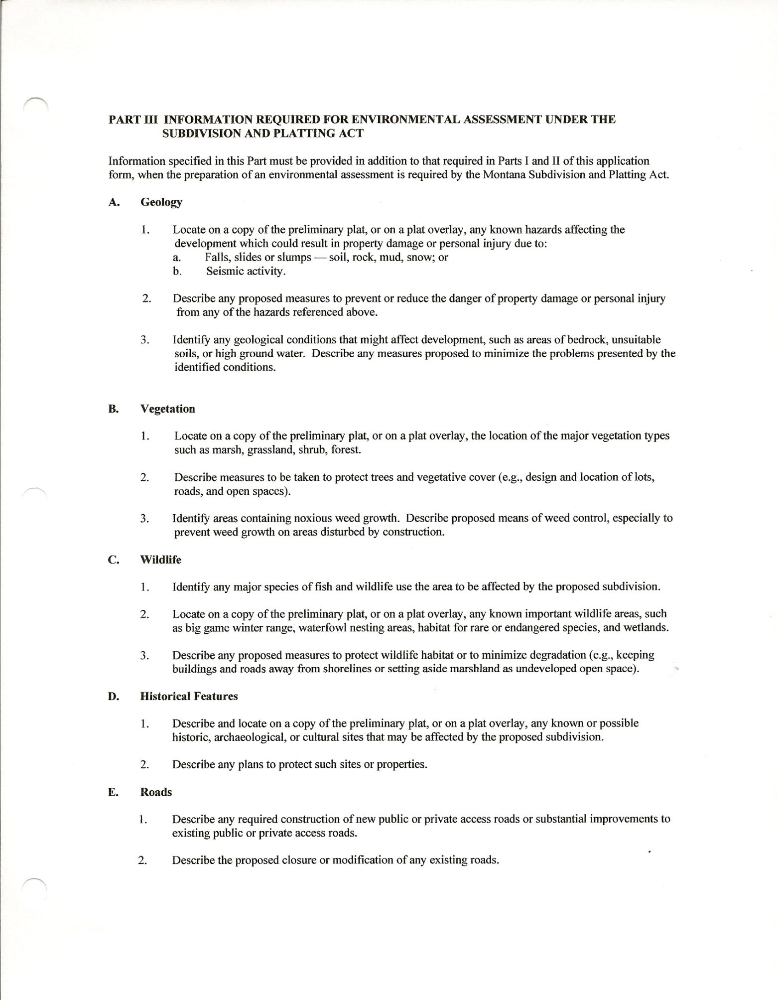 PART III INFORMATION REQUIRED FOR ENVIRONMENTAL ASSESSMENT UNDER THE
SUBDIVISION AND PLATTING ACT
Information specified in this Part must be provided in addition to that required in Parts I and II of this application
form, when the preparation of an environmental assessment is required by the Montana Subdivision and Platting Act.
A. Geology
1. Locate on a copy of the preliminary plat, or on a plat overlay, any known hazards affecting the
development which could result in property damage or personal injury due to:
a. Falls, slides or slumps — soil, rock, mud, snow; or
b. Seismic activity.
2. Describe any proposed measures to prevent or reduce the danger of property damage or personal injury
from any of the hazards referenced above.
3. Identify any geological conditions that might affect development, such as areas of bedrock, unsuitable
soils, or high ground water. Describe any measures proposed to minimize the problems presented by the
identified conditions.
B. Vegetation
1. Locate on a copy of the preliminary plat, or on a plat overlay, the location of the major vegetation types
such as marsh, grassland, shrub, forest.
2. Describe measures to be taken to protect trees and vegetative cover (e.g., design and location of lots,
roads, and open spaces).
3. Identify areas containing noxious weed growth. Describe proposed means of weed control, especially to
prevent weed growth on areas disturbed by construction.
C. Wildlife
1. Identify any major species of fish and wildlife use the area to be affected by the proposed subdivision.
2. Locate on a copy of the preliminary plat, or on a plat overlay, any known important wildlife areas, such
as big game winter range, waterfowl nesting areas, habitat for rare or endangered species, and wetlands.
3. Describe any proposed measures to protect wildlife habitat or to minimize degradation (e.g., keeping
buildings and roads away from shorelines or setting aside marshland as undeveloped open space).
D. Historical Features
1. Describe and locate on a copy of the preliminary plat, or on a plat overlay, any known or possible
historic, archaeological, or cultural sites that may be affected by the proposed subdivision.
2. Describe any plans to protect such sites or properties.
E. Roads
1. Describe any required construction of new public or private access roads or substantial improvements to
existing public or private access roads.
2. Describe the proposed closure or modification of any existing roads.